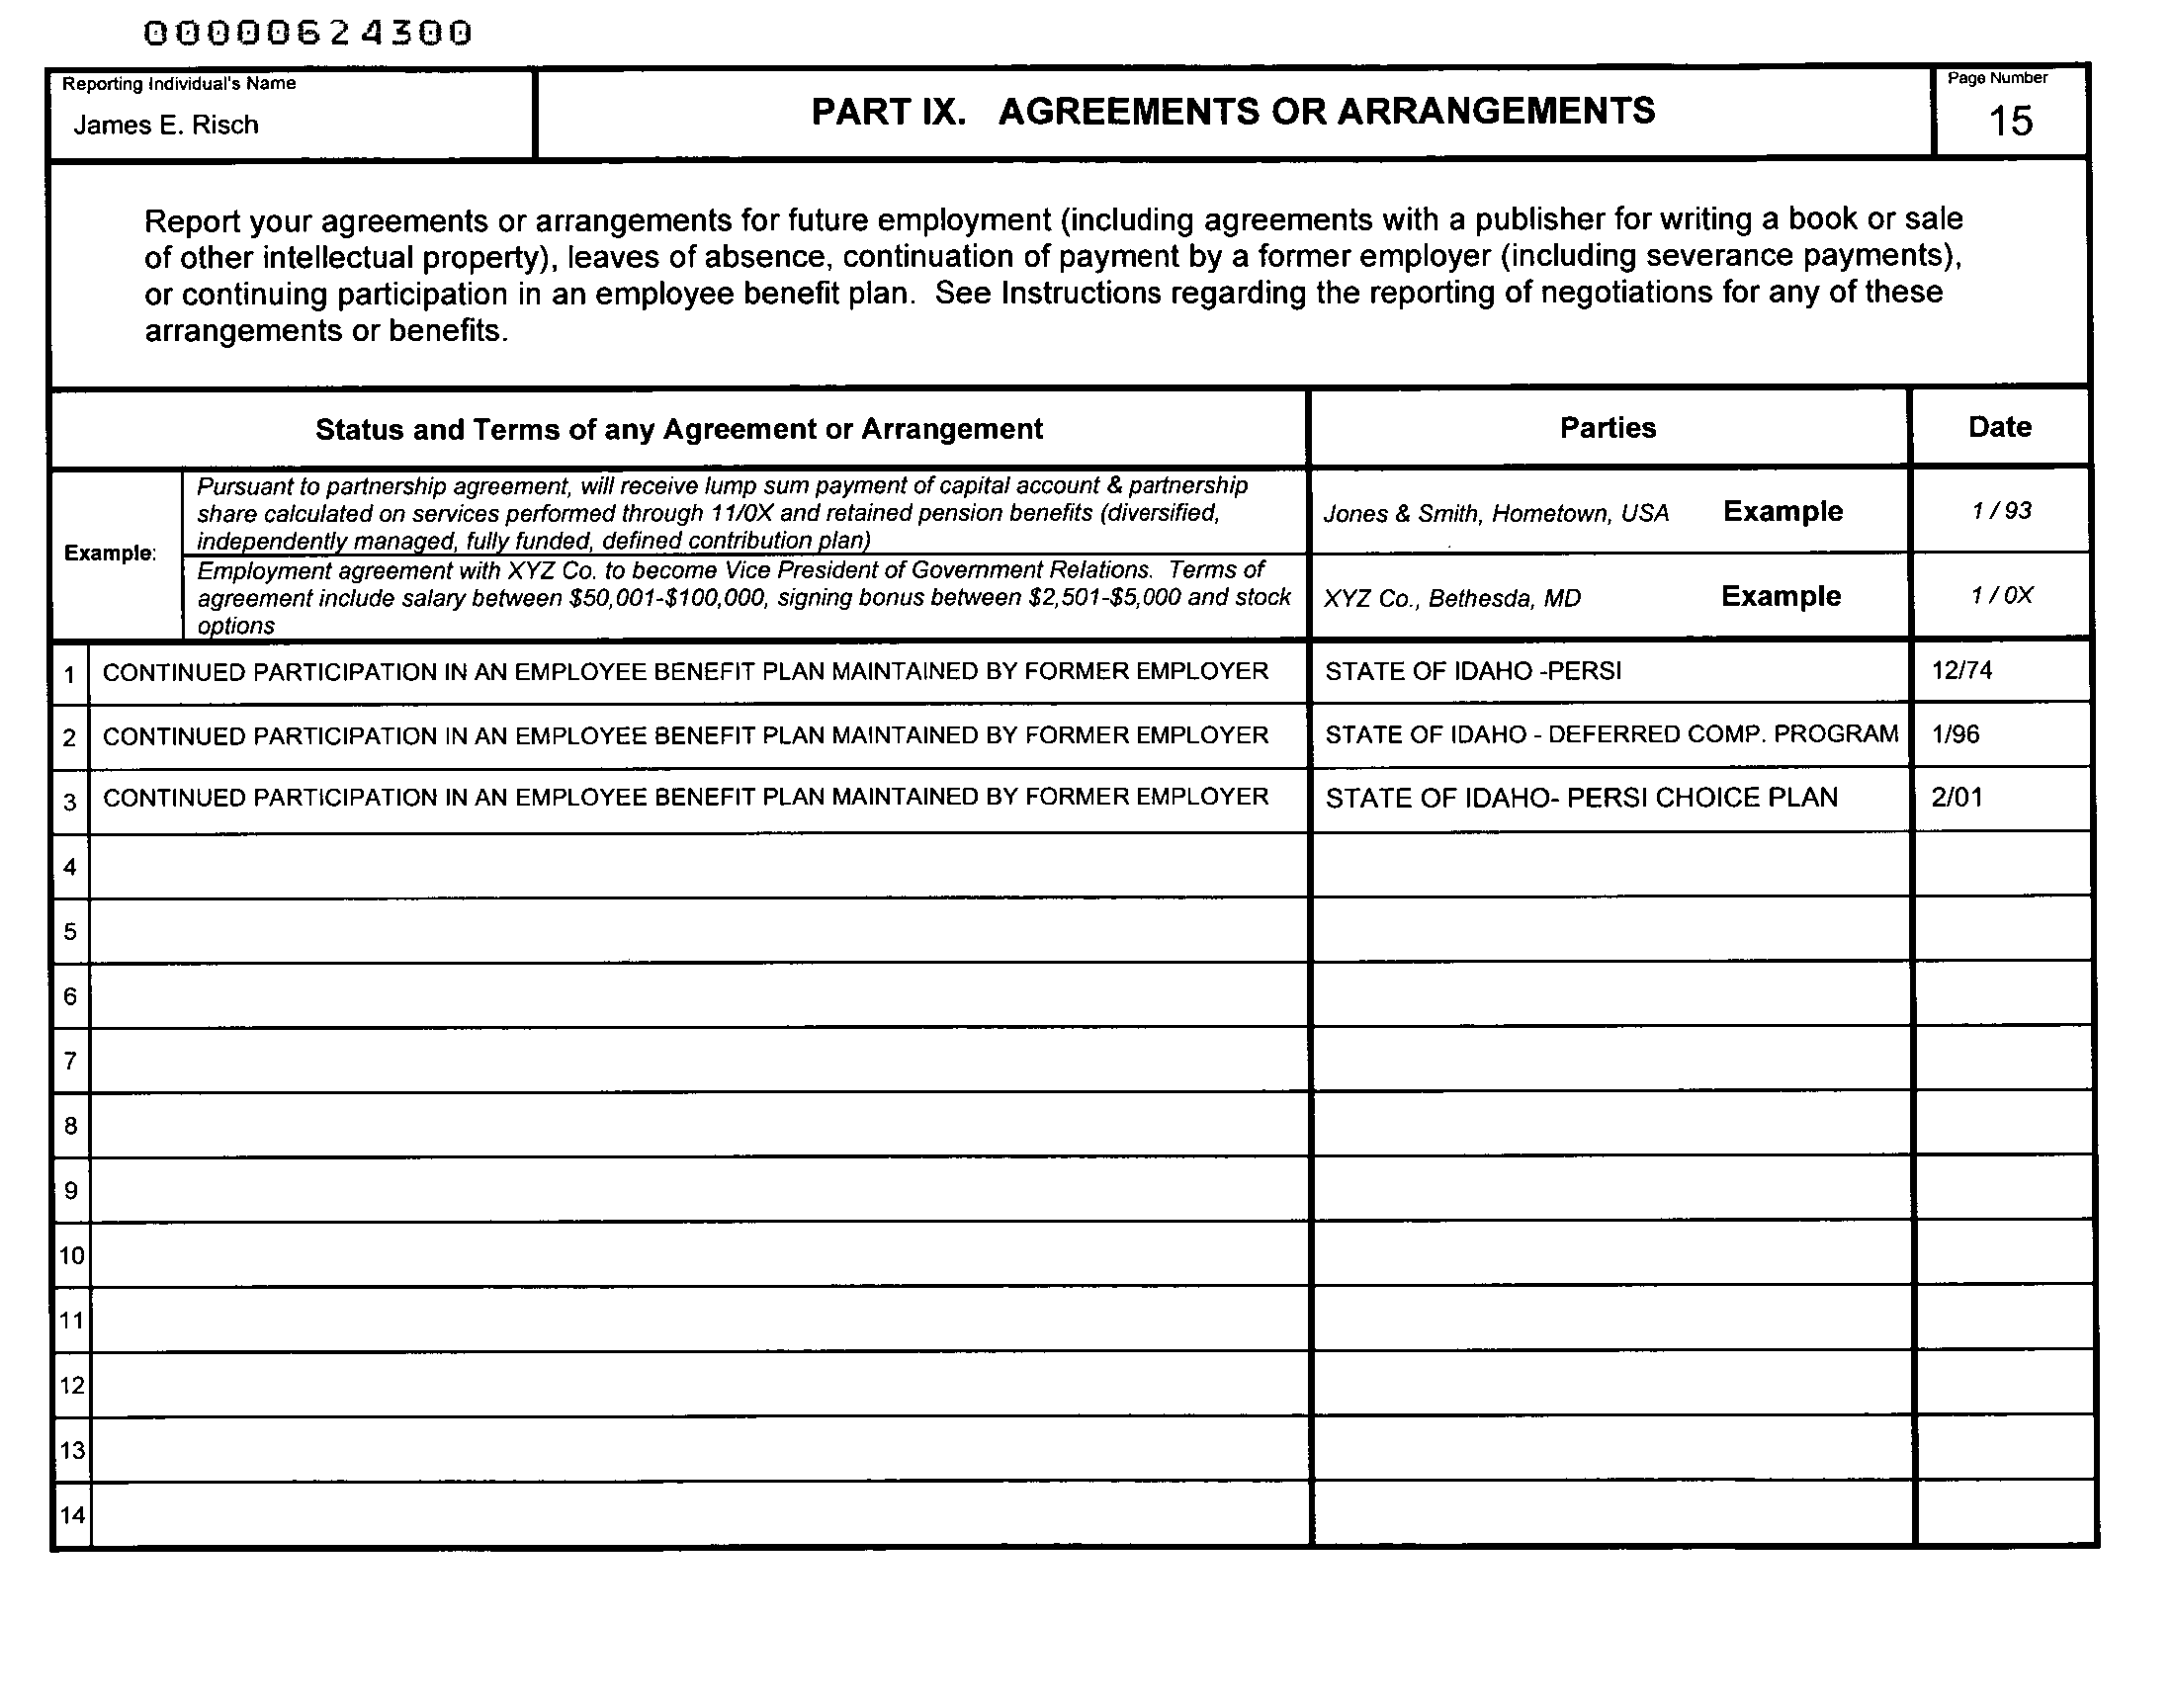 00000624300
Reporting Individual's Name
James E. Risch
PART IX. AGREEMENTS OR ARRANGEMENTS
Page Number
15
Report your agreements or arrangements for future employment (including agreements with a publisher for writing a book or sale
of other intellectual property), leaves of absence, continuation of payment by a former employer (including severance payments),
or continuing participation in an employee benefit plan. See Instructions regarding the reporting of negotiations for any of these
arrangements or benefits.
Status and Terms of any Agreement or Arrangement Parties Date
Example:
Pursuant to partnership agreement, will receive lump sum payment of capital account & partnership
share calculated on services performed through 11/0X and retained pension benefits (diversified,
independently managed, fully funded, defined contribution plan)
Jones & Smith, Hometown, USA Example 1 / 93
Employment agreement with XYZ Co. to become Vice President of Government Relations. Terms of
agreement include salary between $50,001-$100,000, signing bonus between $2,501-$5,000 and stock
options
XYZ Co., Bethesda, MD Example 1 / 0X
1 CONTINUED PARTICIPATION IN AN EMPLOYEE BENEFIT PLAN MAINTAINED BY FORMER EMPLOYER STATE OF IDAHO -PERSI 12/74
2 CONTINUED PARTICIPATION IN AN EMPLOYEE BENEFIT PLAN MAINTAINED BY FORMER EMPLOYER STATE OF IDAHO - DEFERRED COMP. PROGRAM 1/96
3 CONTINUED PARTICIPATION IN AN EMPLOYEE BENEFIT PLAN MAINTAINED BY FORMER EMPLOYER STATE OF IDAHO- PERSI CHOICE PLAN 2/01
4
5
6
7
8
9
10
11
12
13
14